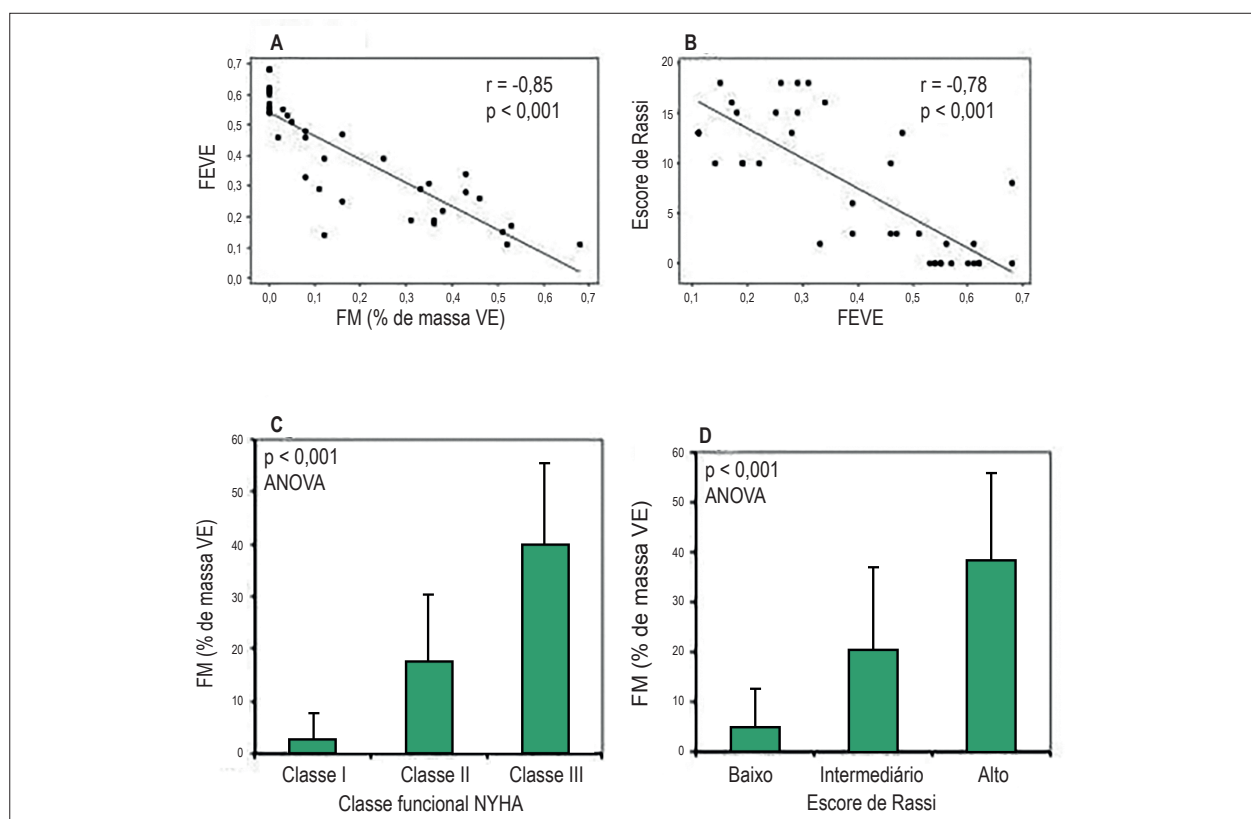 A
r = -0,85
p < 0,001
FEVE
0,7
0,6
0,5
0,4
0,3
0,2
0,1
0,0
0,0 0,1 0,2 0,3 0,4 0,5 0,6 0,7
FM (% de massa VE)
B
r = -0,78
p < 0,001
Escore de Rassi
20
15
10
5
0
0,1 0,2 0,3 0,4 0,5 0,6 0,7
FEVE
C
p < 0,001
ANOVA
FM (% de massa VE)
60
50
40
30
20
10
0
Classe I Classe II Classe III
Classe funcional NYHA
D
p < 0,001
ANOVA
FM (% de massa VE)
60
50
40
30
20
10
0
Baixo Intermediário Alto
Escore de Rassi